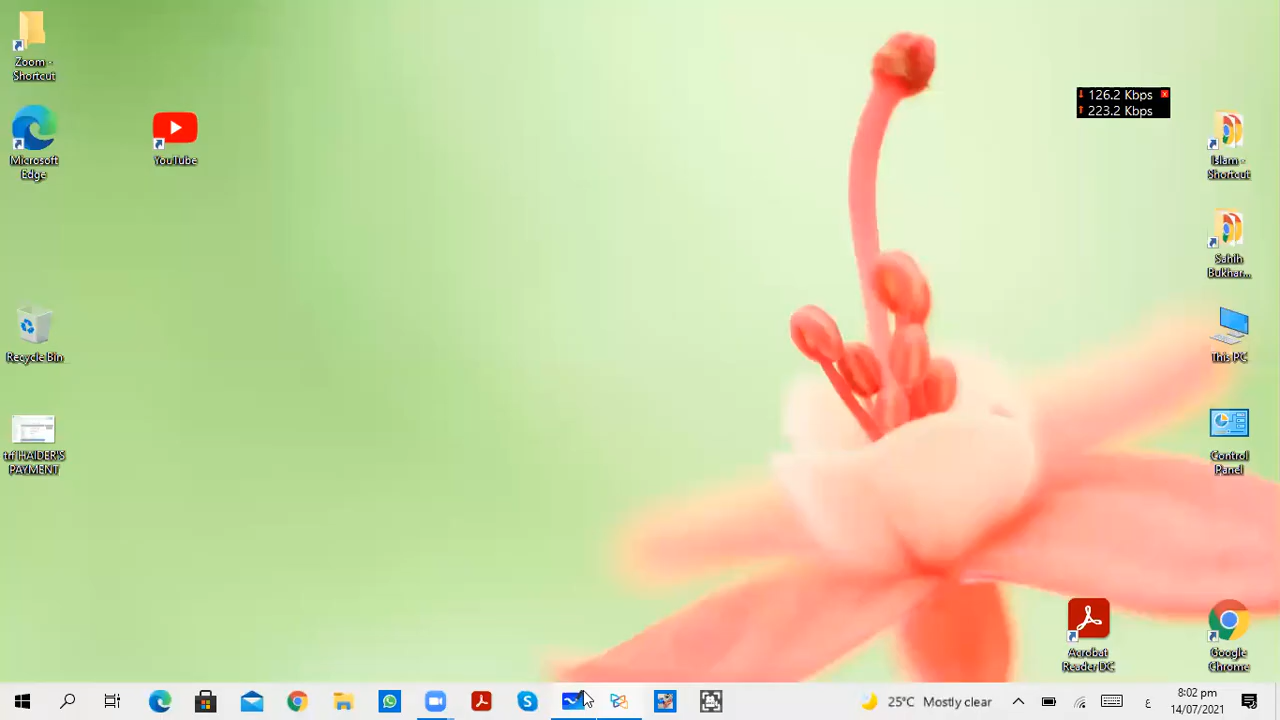 Zoom -
Shortcut
Microsoft
Edge
YouTube
Recycle Bin
trf HAIDER'S
PAYMENT
126.2 Kbps
223.2 Kbps
Islam -
Shortcut
Sahih
Bukhar...
This PC
Control
Panel
Acrobat
Reader DC
Google
Chrome
25°C Mostly clear
ع
8:02 pm
14/07/2021